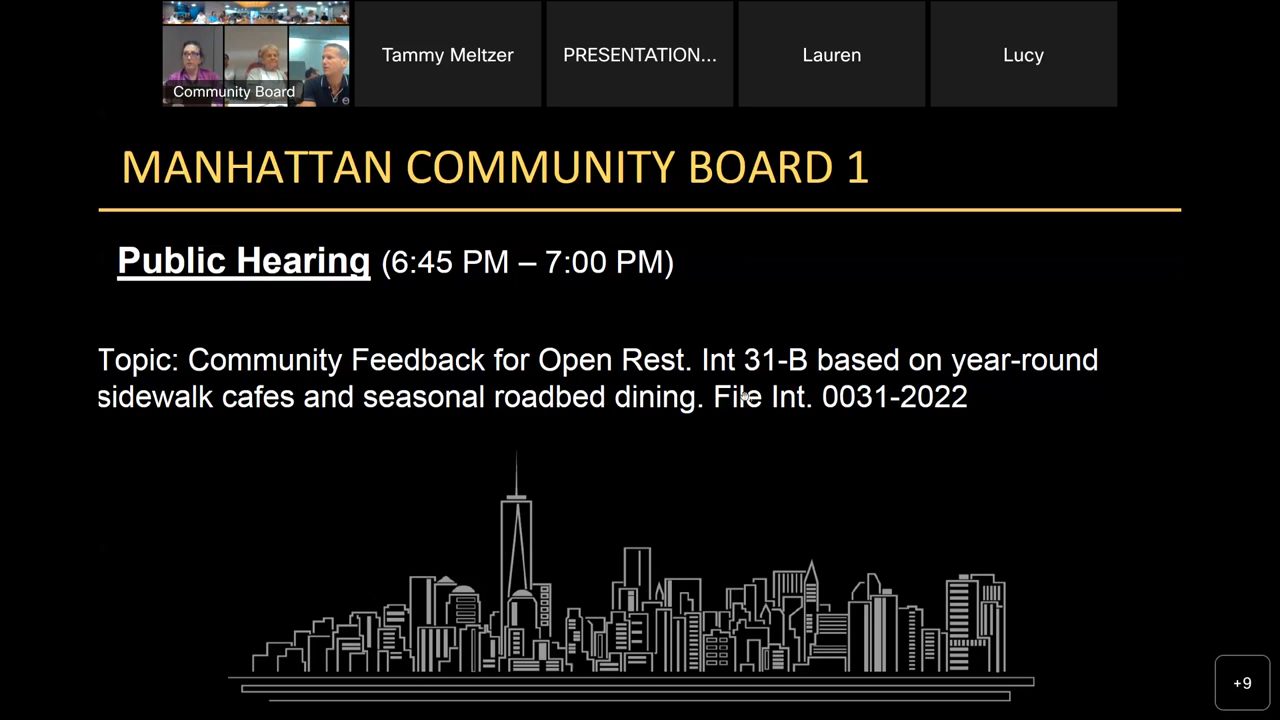 Tammy Meltzer
PRESENTATION...
Lauren
Lucy
Community Board
MANHATTAN COMMUNITY BOARD 1
Public Hearing (6:45 PM – 7:00 PM)
Topic: Community Feedback for Open Rest. Int 31-B based on year-round
sidewalk cafes and seasonal roadbed dining. File Int. 0031-2022
+9